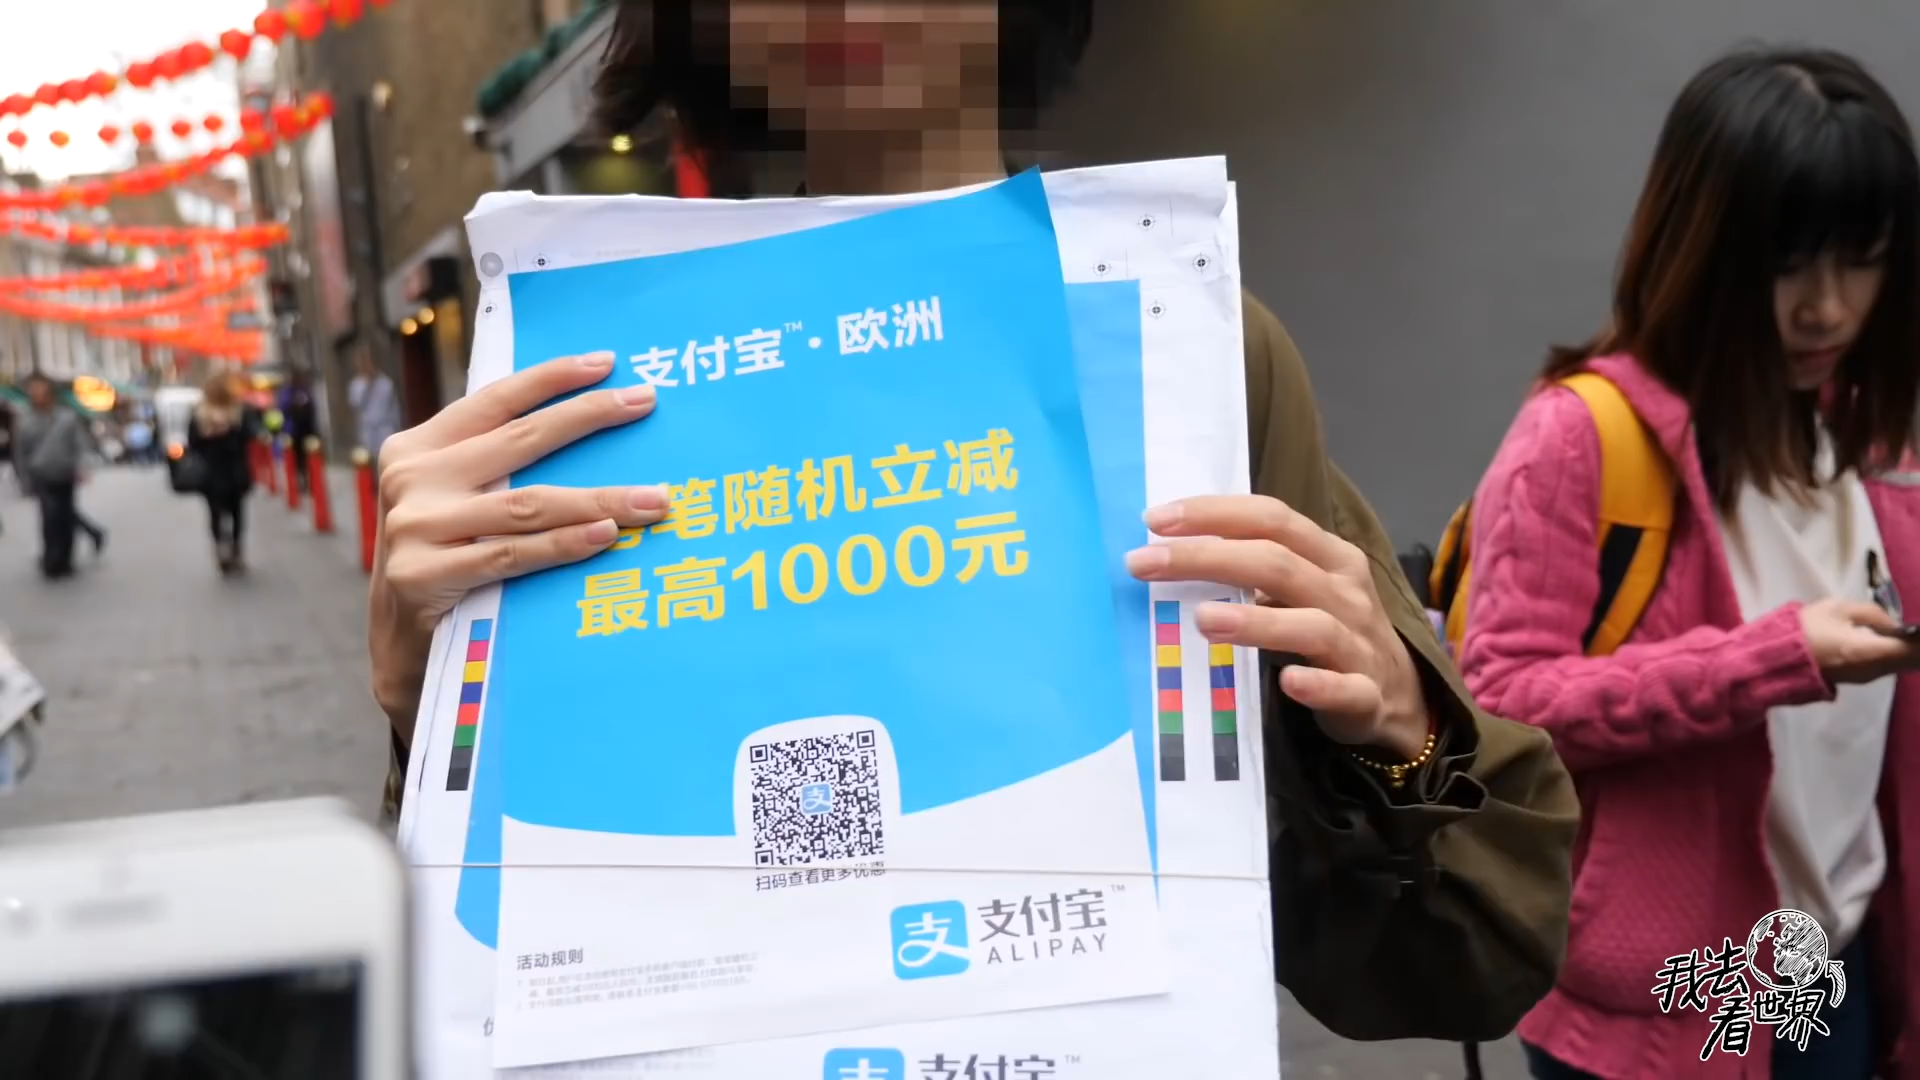 支付宝™·欧洲
笔随机立减
最高1000元
扫码查看更多优惠
支付宝™
ALIPAY
活动规则
支付宝™
我去
看世界